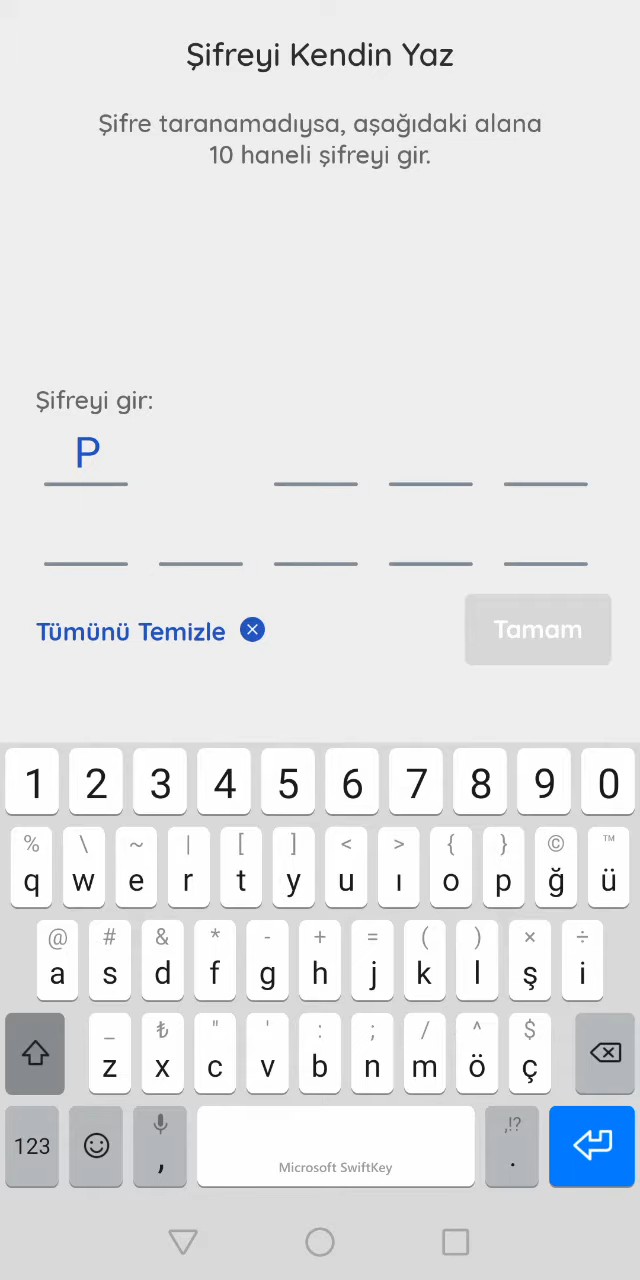 Şifreyi Kendin Yaz
Şifre taranamadıysa, aşağıdaki alana
10 haneli şifreyi gir.
Şifreyi gir:
P
Tümünü Temizle
Tamam
1 2 3 4 5 6 7 8 9 0
% \ ~ | [ ] < > { } © ™
q w e r t y u ı o p ğ ü
@ # & * - + = ( ) × ÷
a s d f g h j k l ş i
_ ₺ " ' : ; / ^ $
z x c v b n m ö ç
123 , Microsoft SwiftKey ,!? .